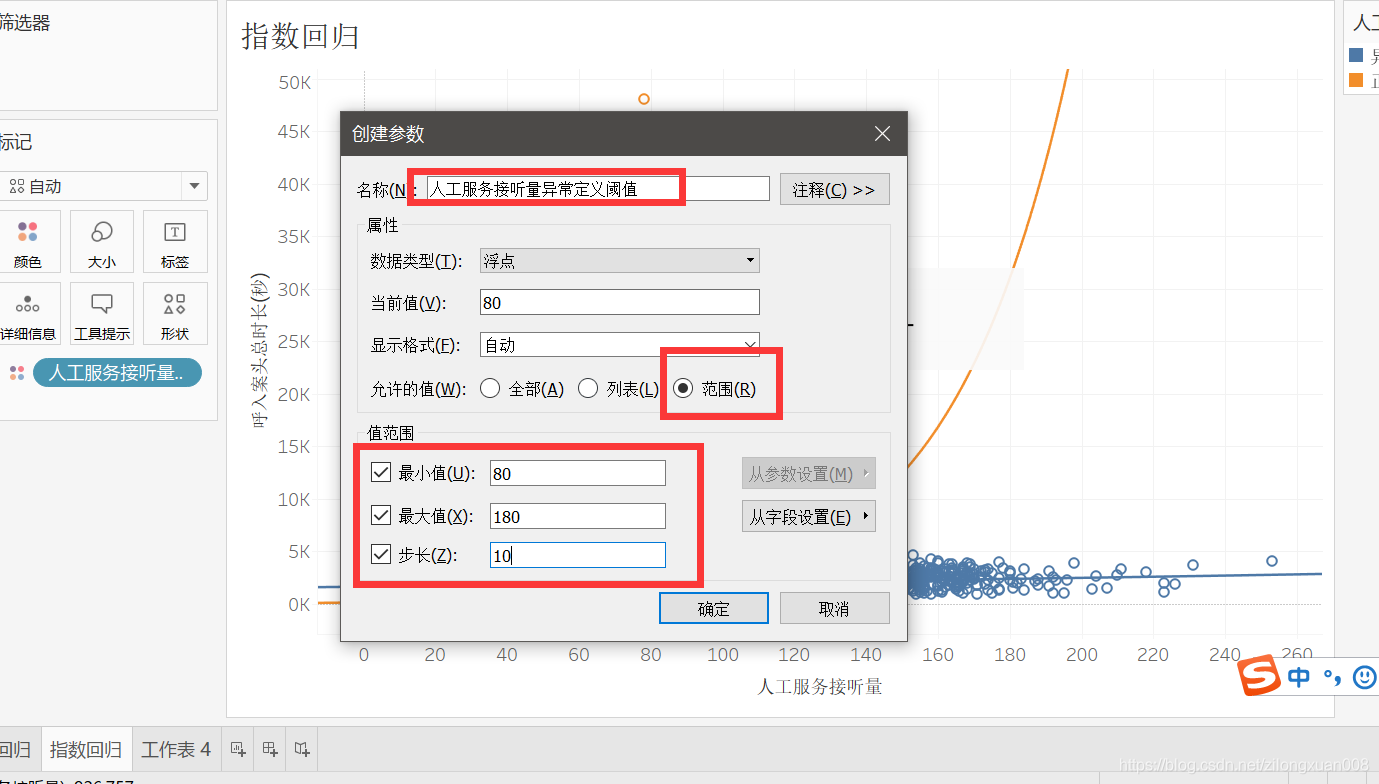 筛选器
标记
自动
颜色
大小
标签
详细信息
工具提示
形状
人工服务接听量..
指数回归
50K
45K
40K
35K
30K
25K
20K
15K
10K
5K
0K
呼入案头总时长(秒)
0 20 40 60 80 100 120 140 160 180 200 220 240 260
人工服务接听量
创建参数
名称(N): 人工服务接听量异常定义阈值
注释(C) >>
属性
数据类型(T): 浮点
当前值(V): 80
显示格式(F): 自动
允许的值(W): 全部(A) 列表(L) 范围(R)
值范围
最小值(U): 80
最大值(X): 180
步长(Z): 10
从参数设置(M)
从字段设置(E)
确定
取消
人工
中
回归
指数回归
工作表 4
https://blog.csdn.net/zilongxuan008